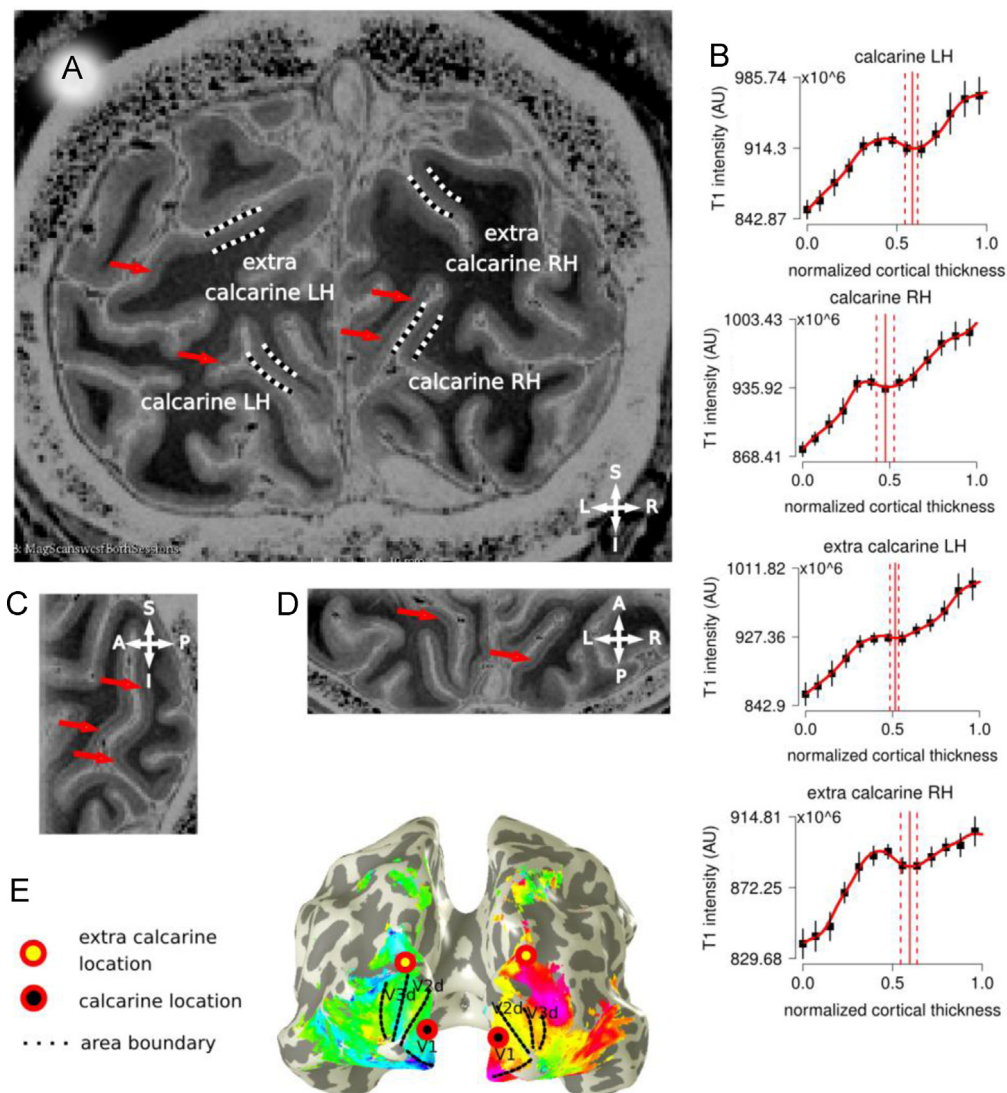 A
extra
calcarine LH
extra
calcarine RH
calcarine LH
calcarine RH
S
L R
I
MagScanswcsfBothSessions
B
calcarine LH
985.74
x10^6
914.3
842.87
T1 intensity (AU)
0.0 0.5 1.0
normalized cortical thickness
calcarine RH
1003.43
x10^6
935.92
868.41
T1 intensity (AU)
0.0 0.5 1.0
normalized cortical thickness
extra calcarine LH
1011.82
x10^6
927.36
842.9
T1 intensity (AU)
0.0 0.5 1.0
normalized cortical thickness
extra calcarine RH
914.81
x10^6
872.25
829.68
T1 intensity (AU)
0.0 0.5 1.0
normalized cortical thickness
C
S
A P
I
D
A
L R
P
E
extra calcarine
location
calcarine location
area boundary
V3d V2d
V1
V2d V3d
V1